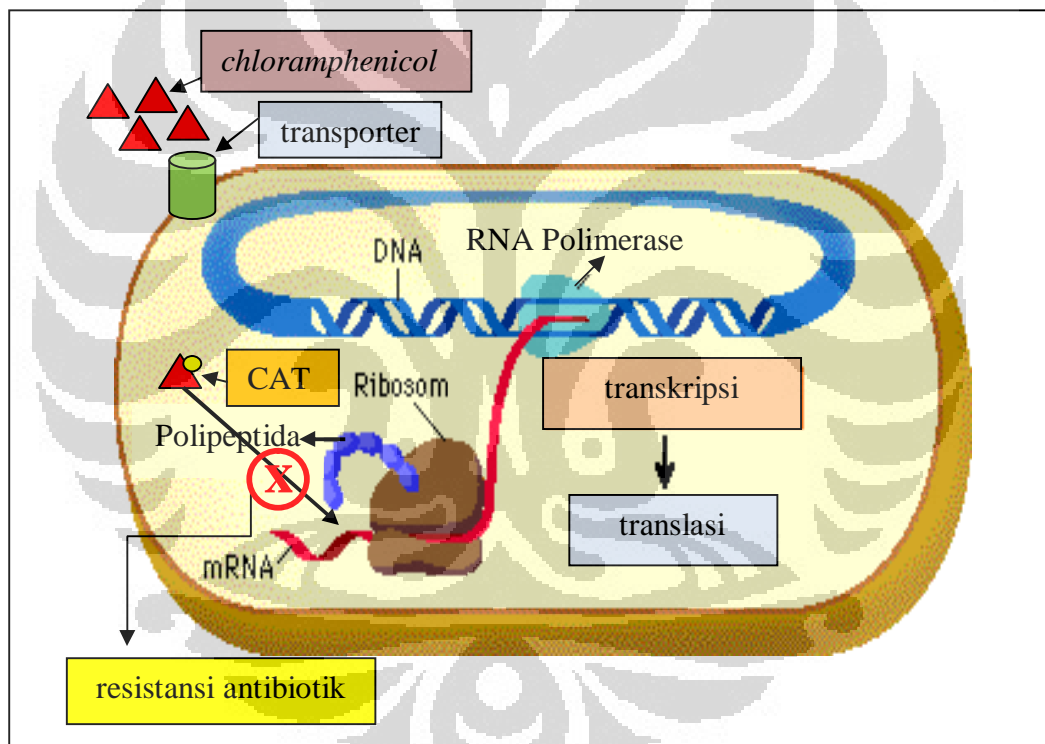 chloramphenicol
transporter
RNA Polimerase
DNA
CAT
Ribosom
transkripsi
Polipeptida
X
translasi
mRNA
resistansi antibiotik